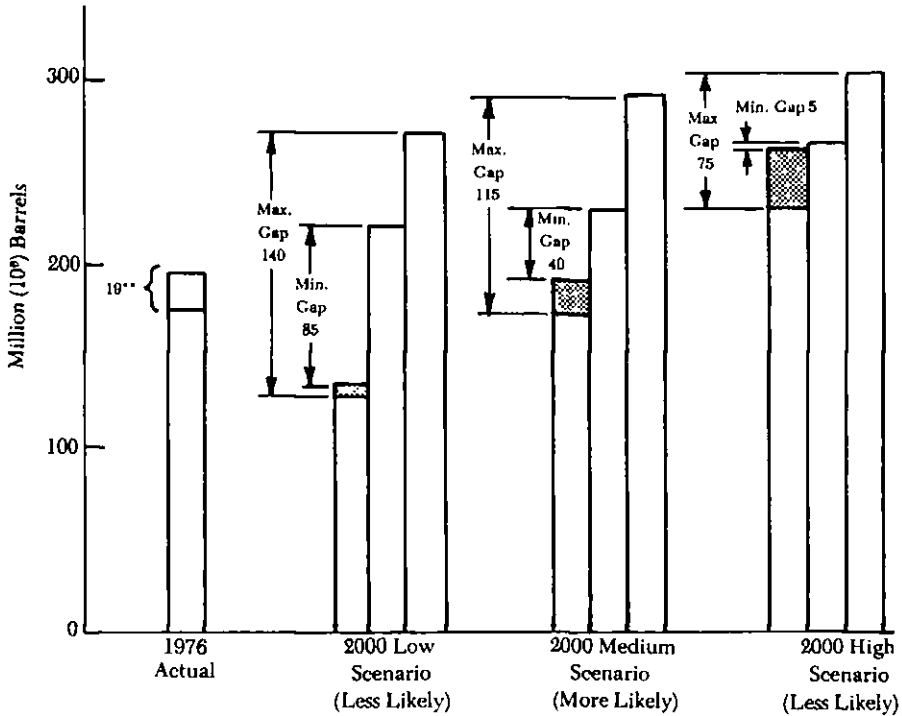 Million (10⁶) Barrels
300
200
100
0
19**
Max.
Gap
140
Min.
Gap
85
Max.
Gap
115
Min.
Gap
40
Max
Gap
75
Min. Gap 5
1976
Actual
2000 Low
Scenario
(Less Likely)
2000 Medium
Scenario
(More Likely)
2000 High
Scenario
(Less Likely)